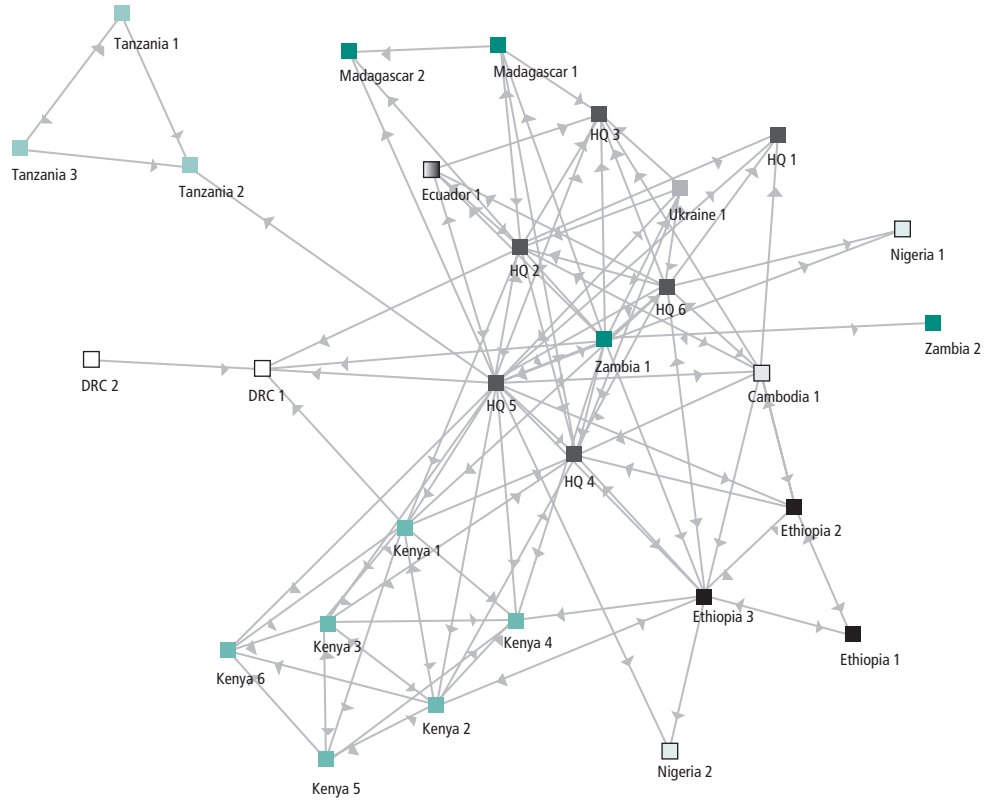 Tanzania 1
Madagascar 2
Madagascar 1
HQ 3
HQ 1
Tanzania 3
Tanzania 2
Ecuador 1
Ukraine 1
Nigeria 1
HQ 2
HQ 6
Zambia 2
Zambia 1
DRC 2
DRC 1
HQ 5
Cambodia 1
HQ 4
Ethiopia 2
Kenya 1
Ethiopia 3
Kenya 3
Kenya 4
Ethiopia 1
Kenya 6
Kenya 2
Nigeria 2
Kenya 5